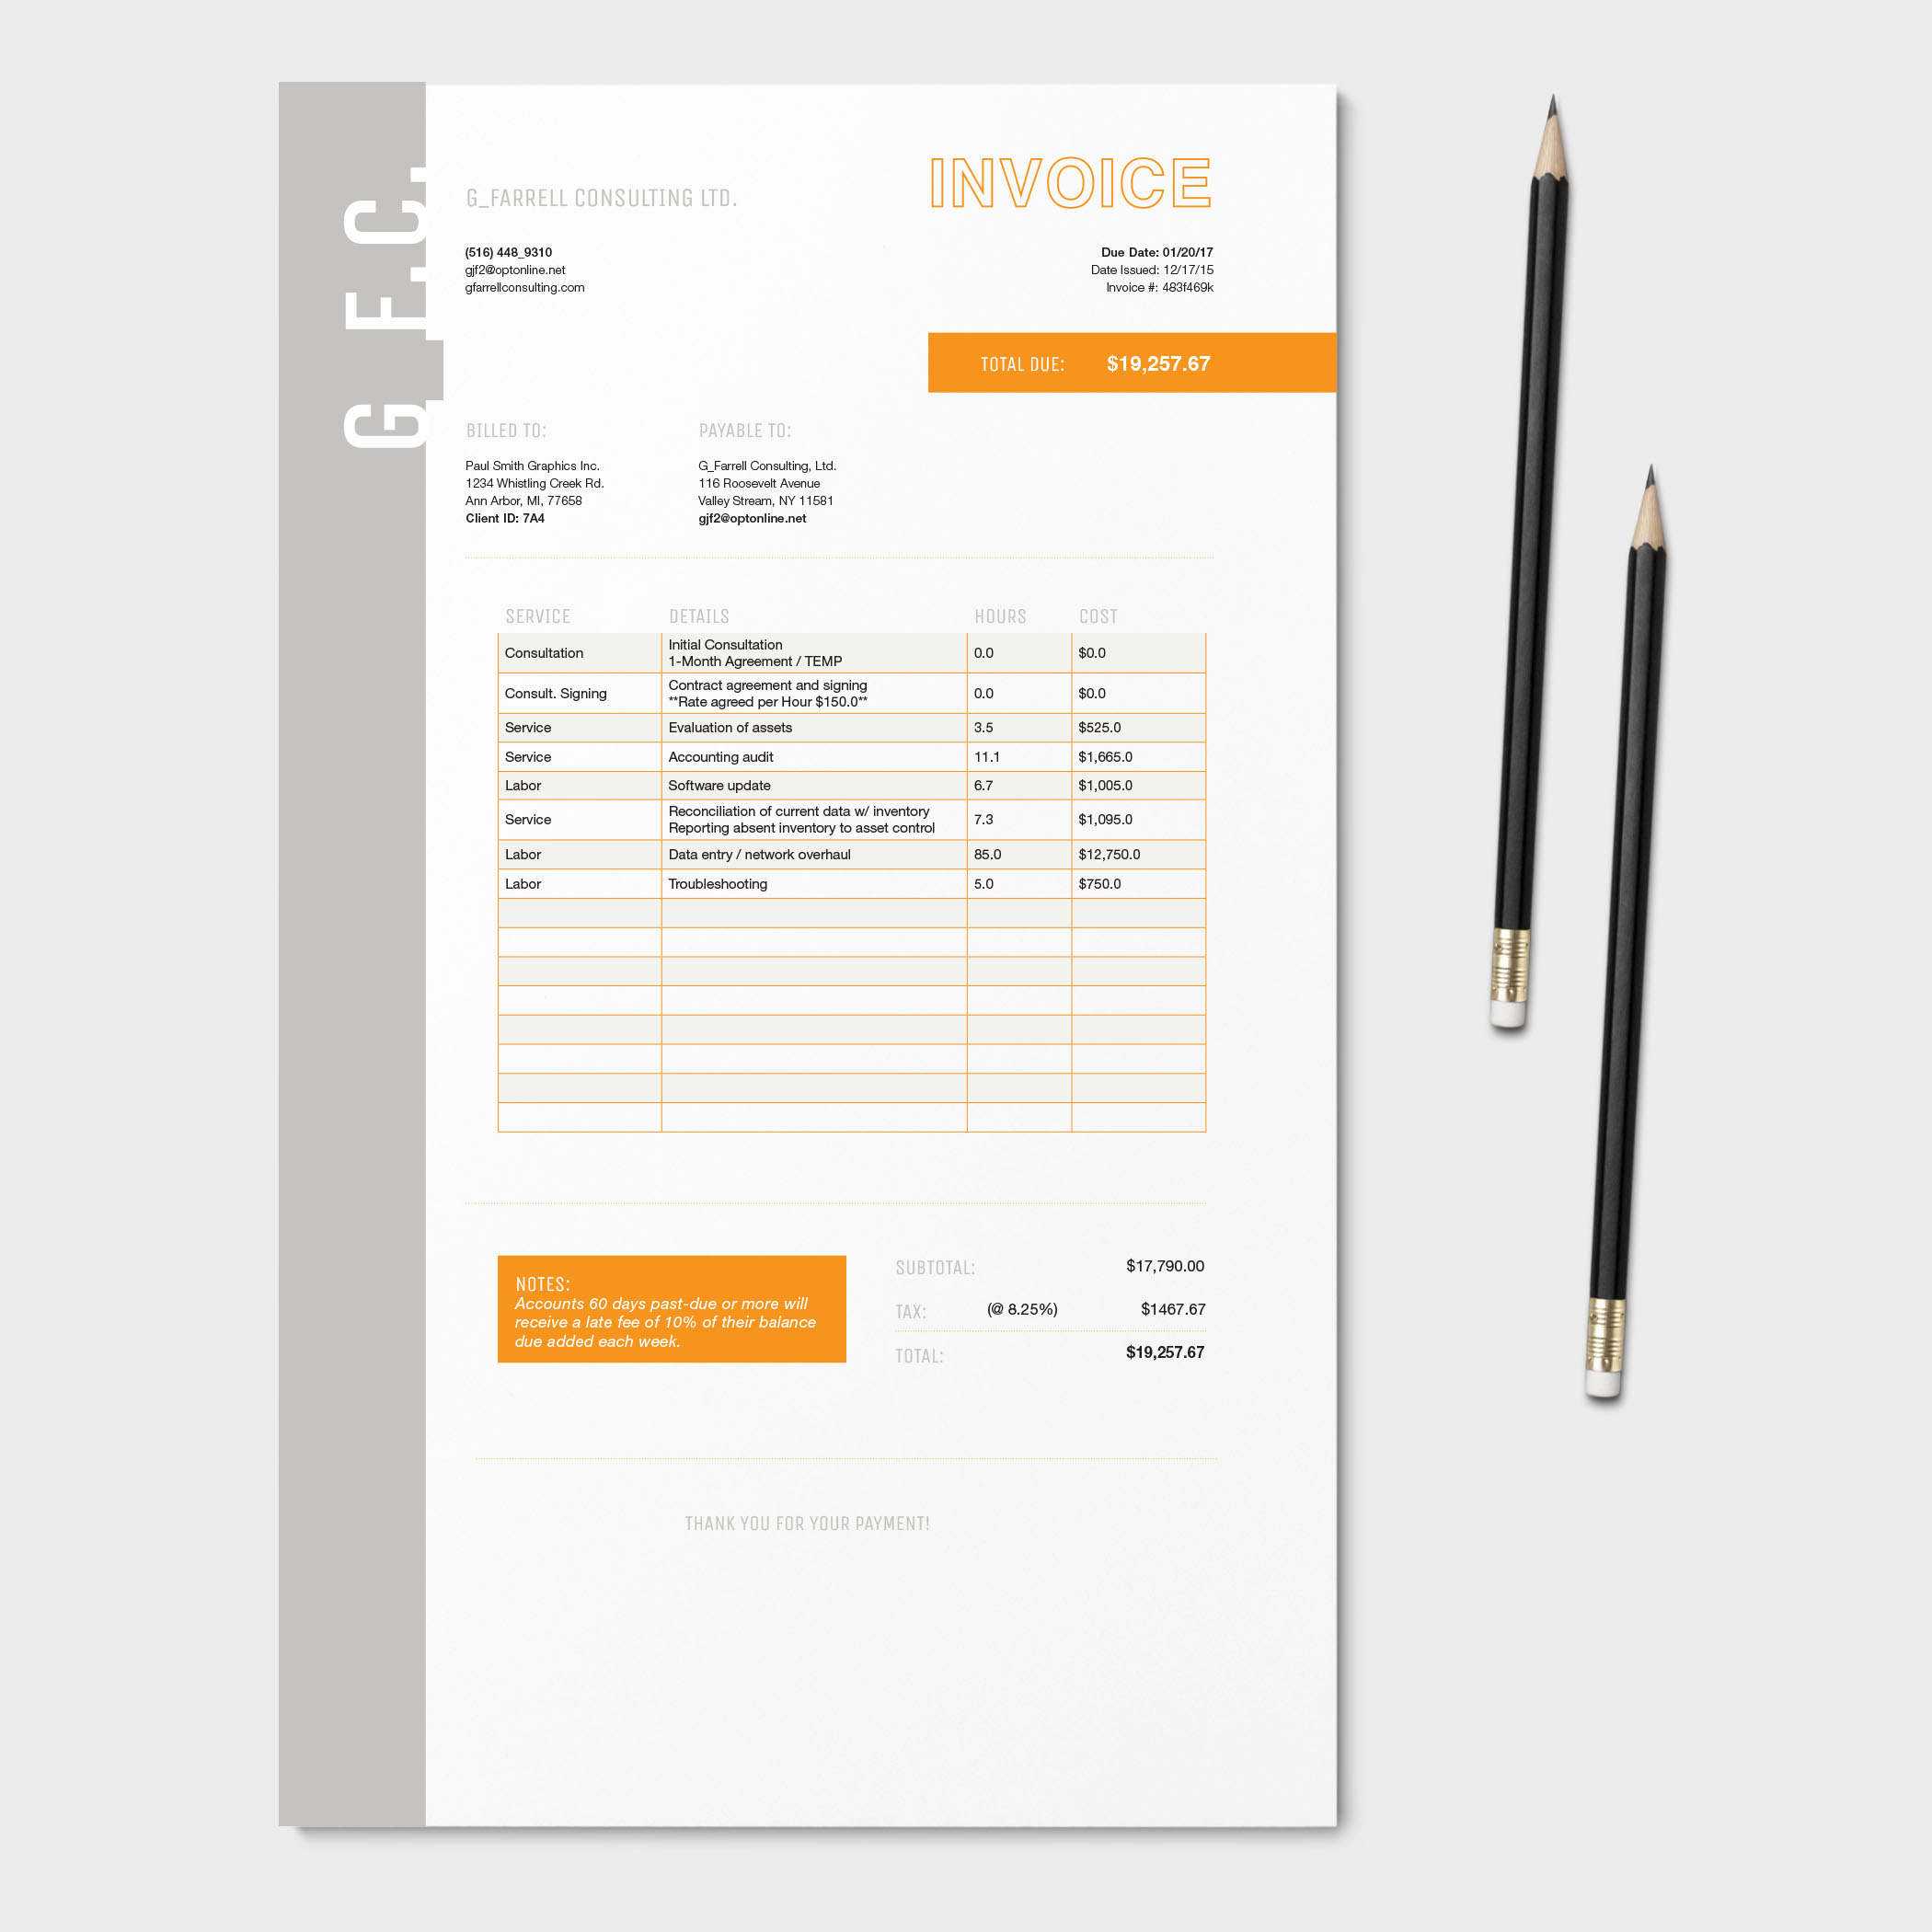 G_F.C.
G_FARRELL CONSULTING LTD.
INVOICE
(516) 448_9310
gjf2@optonline.net
gfarrellconsulting.com
Due Date: 01/20/17
Date Issued: 12/17/15
Invoice #: 483f469k
TOTAL DUE: $19,257.67
BILLED TO:
Paul Smith Graphics Inc.
1234 Whistling Creek Rd.
Ann Arbor, MI, 77658
Client ID: 7A4
PAYABLE TO:
G_Farrell Consulting, Ltd.
116 Roosevelt Avenue
Valley Stream, NY 11581
gjf2@optonline.net
SERVICE DETAILS HOURS COST
Consultation Initial Consultation 0.0 $0.0
1-Month Agreement / TEMP
Consult. Signing Contract agreement and signing 0.0 $0.0
**Rate agreed per Hour $150.0**
Service Evaluation of assets 3.5 $525.0
Service Accounting audit 11.1 $1,665.0
Labor Software update 6.7 $1,005.0
Service Reconciliation of current data w/ inventory 7.3 $1,095.0
Reporting absent inventory to asset control
Labor Data entry / network overhaul 85.0 $12,750.0
Labor Troubleshooting 5.0 $750.0
NOTES:
Accounts 60 days past-due or more will
receive a late fee of 10% of their balance
due added each week.
SUBTOTAL: $17,790.00
TAX: (@ 8.25%) $1467.67
TOTAL: $19,257.67
THANK YOU FOR YOUR PAYMENT!